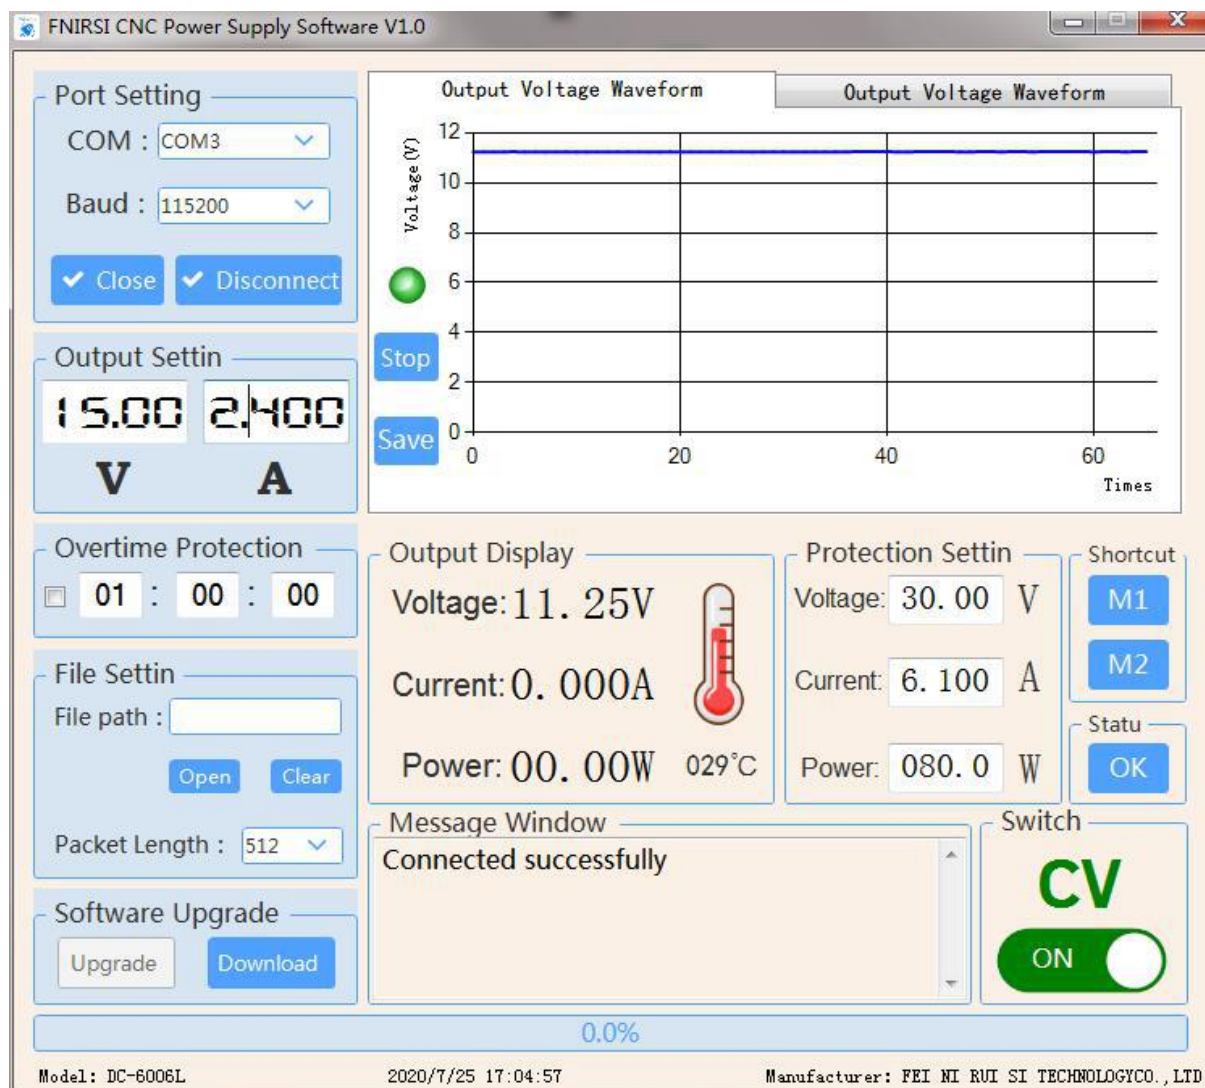 FNIRSI CNC Power Supply Software V1.0
Port Setting
COM : COM3
Baud : 115200
Close
Disconnect
Output Settin
15.00 2.400
V A
Overtime Protection
01 : 00 : 00
File Settin
File path :
Open Clear
Packet Length : 512
Software Upgrade
Upgrade Download
Output Voltage Waveform
Output Voltage Waveform
Voltage(V)
12
10
8
6
4
2
0
0 20 40 60
Times
Stop
Save
Output Display
Voltage: 11.25V
Current: 0.000A
Power: 00.00W
029°C
Protection Settin
Voltage: 30.00 V
Current: 6.100 A
Power: 080.0 W
Shortcut
M1
M2
Statu
OK
Message Window
Connected successfully
Switch
CV
ON
0.0%
Model: DC-6006L 2020/7/25 17:04:57 Manufacturer: FEI NI RUI SI TECHNOLOGYCO.,LTD